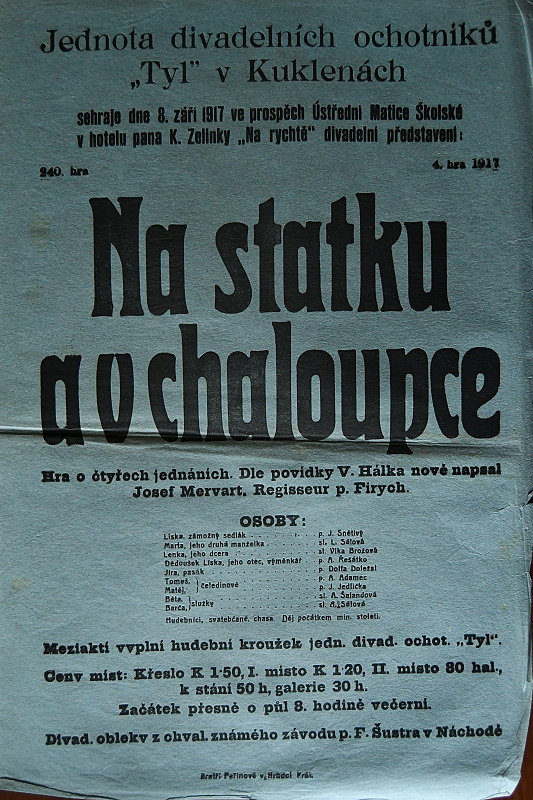 Jednota divadelních ochotníků
„Tyl“ v Kuklenách
sehraje dne 8. září 1917 ve prospěch Ústřední Matice Školské
v hotelu pana K. Zelinky „Na rychtě“ divadelní představení:
240. hra
4. hra 1917
Na statku
a v chaloupce
Hra o čtyřech jednáních. Dle povídky V. Hálka nově napsal
Josef Mervart. Regisseur p. Firych.
OSOBY:
Liska, zámožný sedlák . . . p. J. Snětivý
Marta, jeho druhá manželka . . . sl. L. Sálová
Lenka, jeho dcera . . . sl. Vlka Brožová
Dědoušek Liska, jeho otec, výměnkář . . . p. A. Řešátko
Jíra, pasák . . . p. Dolfa Doležal
Tomeš, } čeledínové . . . p. A. Adamec
Matěj, } . . . p. J. Jedlička
Běta, } služky . . . sl. A. Šalandová
Barča, } . . . sl. A. Sálová
Hudebníci, svatebčané, chasa. Děj počátkem min. století.
Meziaktí vyplní hudební kroužek jedn. divad. ochot. „Tyl“.
Ceny míst: Křeslo K 1·50, I. místo K 1·20, II. místo 80 hal.,
k stání 50 h, galerie 30 h.
Začátek přesně o půl 8. hodině večerní.
Divad. obleky z chval. známého závodu p. F. Šustra v Náchodě
Bratří Peřinové v Hradci Král.